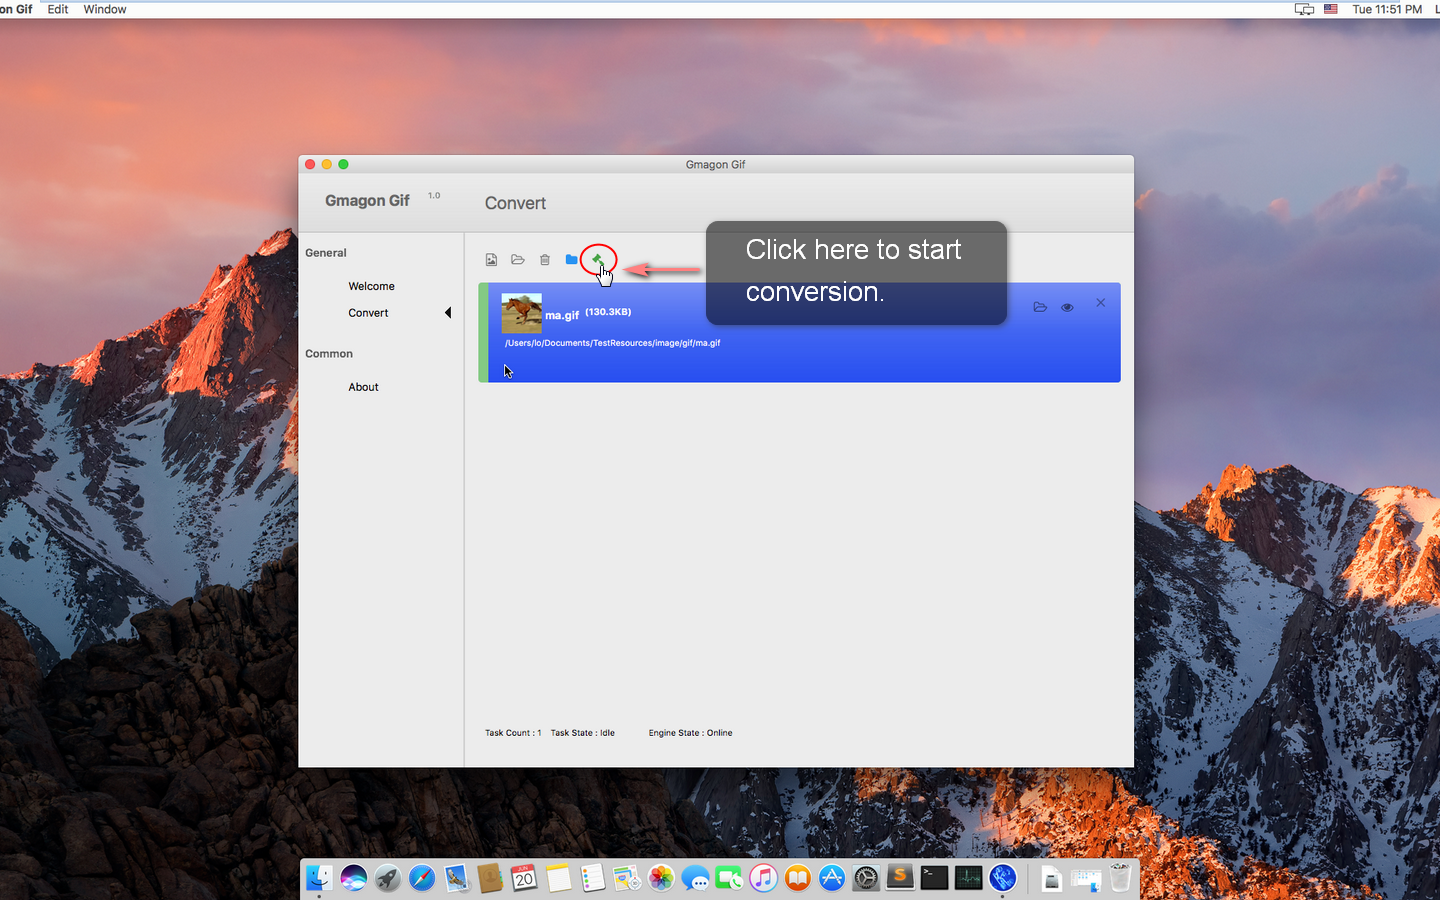 on Gif Edit Window Tue 11:51 PM L
Gmagon Gif
Gmagon Gif 1.0
Convert
General
Welcome
Convert
Common
About
Click here to start
conversion.
ma.gif (130.3KB)
/Users/lo/Documents/TestResources/image/gif/ma.gif
Task Count : 1 Task State : Idle Engine State : Online
JUN
20
S